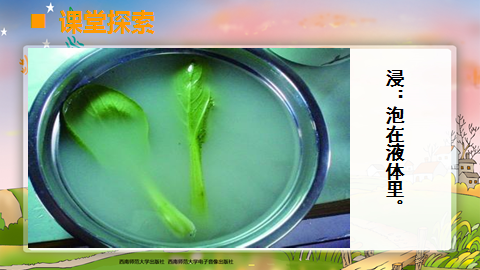 ■ 课堂探索
浸：泡在液体里。
西南师范大学出版社 西南师范大学电子音像出版社